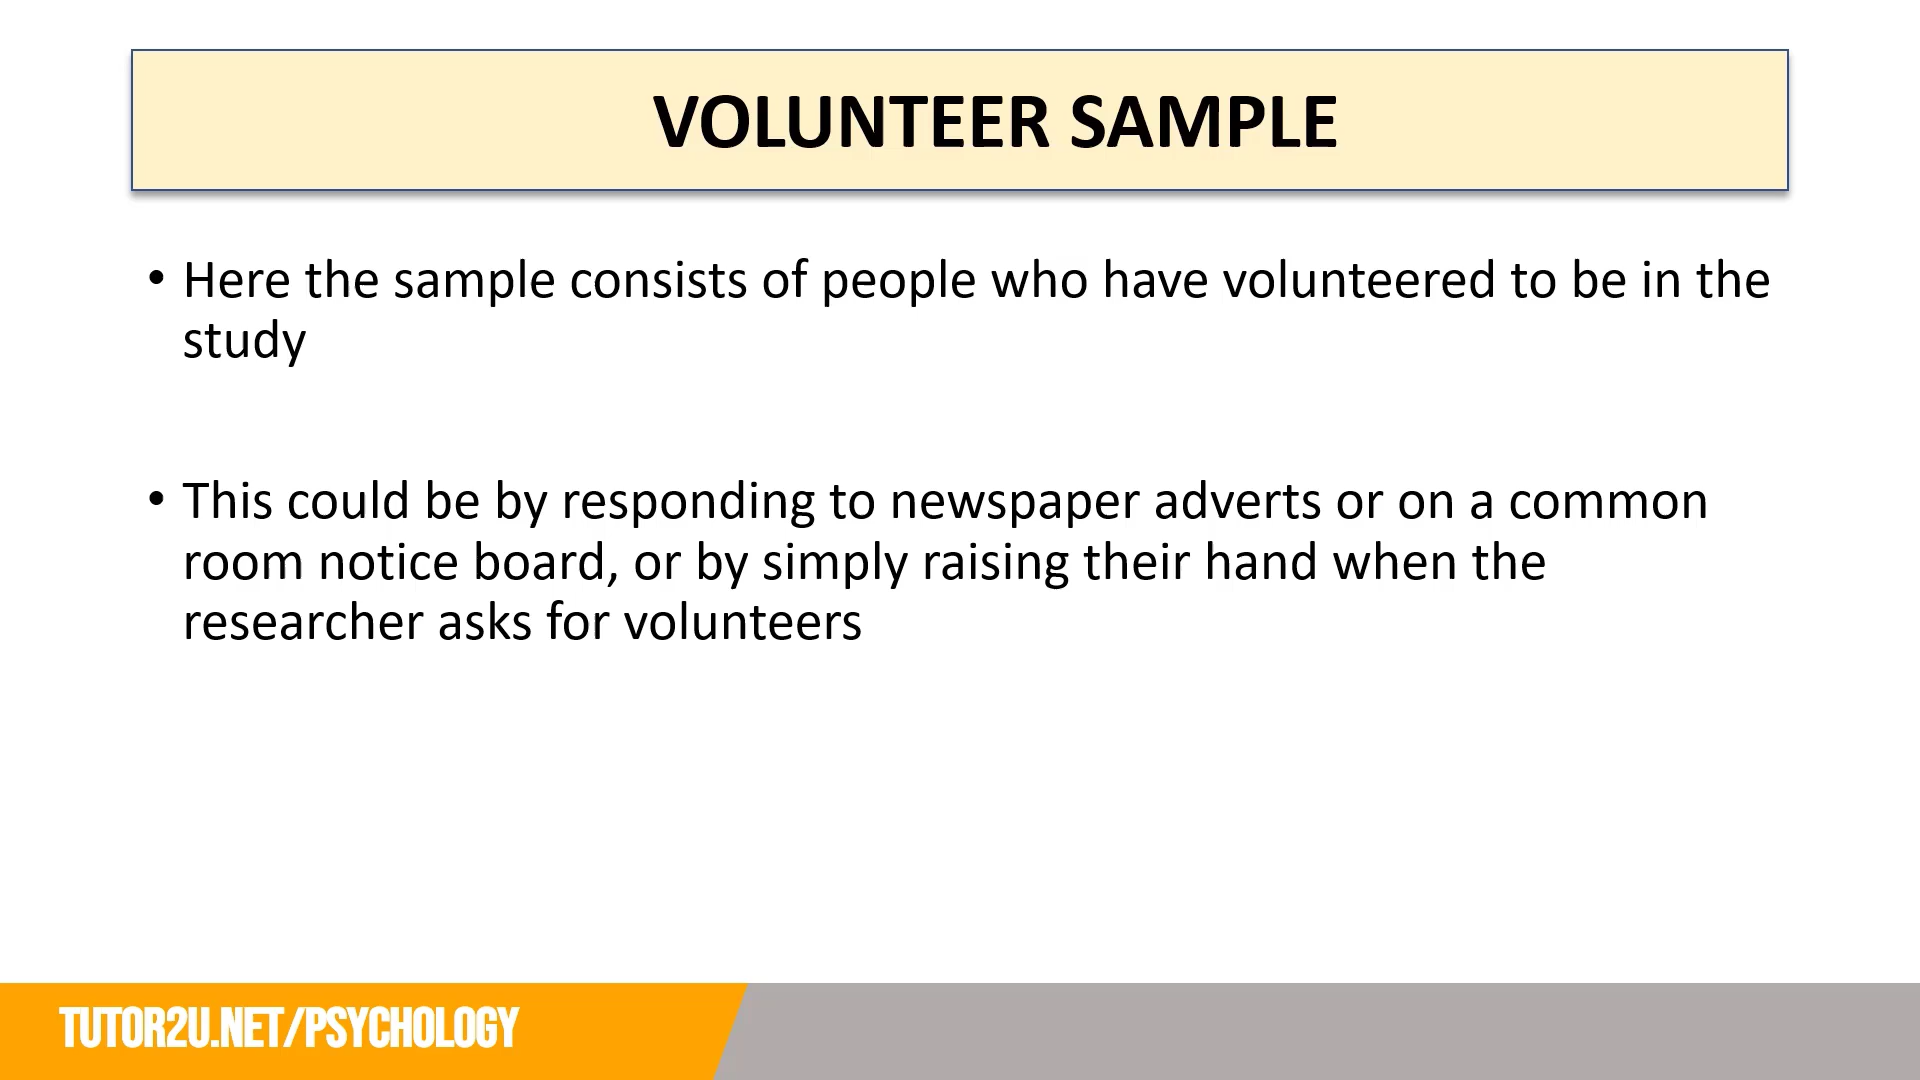 VOLUNTEER SAMPLE
• Here the sample consists of people who have volunteered to be in the
study
• This could be by responding to newspaper adverts or on a common
room notice board, or by simply raising their hand when the
researcher asks for volunteers
TUTOR2U.NET/PSYCHOLOGY